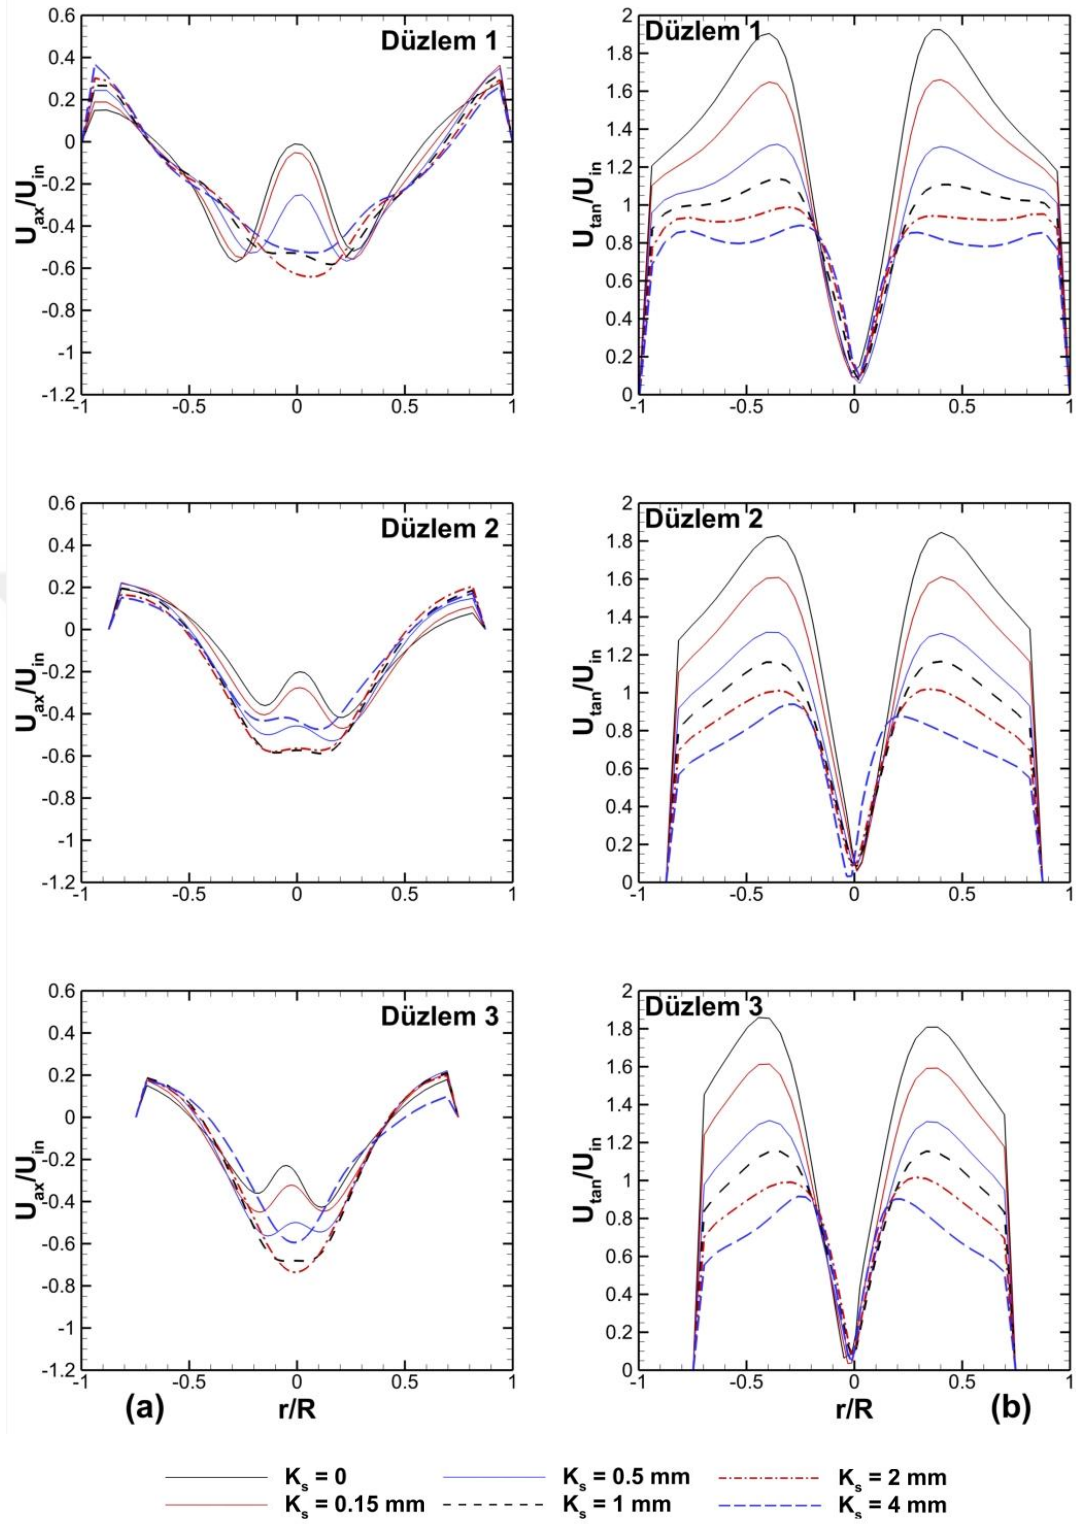 0.6
0.4
0.2
0
-0.2
-0.4
-0.6
-0.8
-1
-1.2
U_ax/U_in
Düzlem 1
-1 -0.5 0 0.5 1
2
1.8
1.6
1.4
1.2
1
0.8
0.6
0.4
0.2
0
U_tan/U_in
Düzlem 1
-1 -0.5 0 0.5 1
0.6
0.4
0.2
0
-0.2
-0.4
-0.6
-0.8
-1
-1.2
U_ax/U_in
Düzlem 2
-1 -0.5 0 0.5 1
2
1.8
1.6
1.4
1.2
1
0.8
0.6
0.4
0.2
0
U_tan/U_in
Düzlem 2
-1 -0.5 0 0.5 1
0.6
0.4
0.2
0
-0.2
-0.4
-0.6
-0.8
-1
-1.2
U_ax/U_in
Düzlem 3
-1 -0.5 0 0.5 1
(a) r/R
2
1.8
1.6
1.4
1.2
1
0.8
0.6
0.4
0.2
0
U_tan/U_in
Düzlem 3
-1 -0.5 0 0.5 1
r/R (b)
K_s = 0 K_s = 0.5 mm K_s = 2 mm
K_s = 0.15 mm K_s = 1 mm K_s = 4 mm